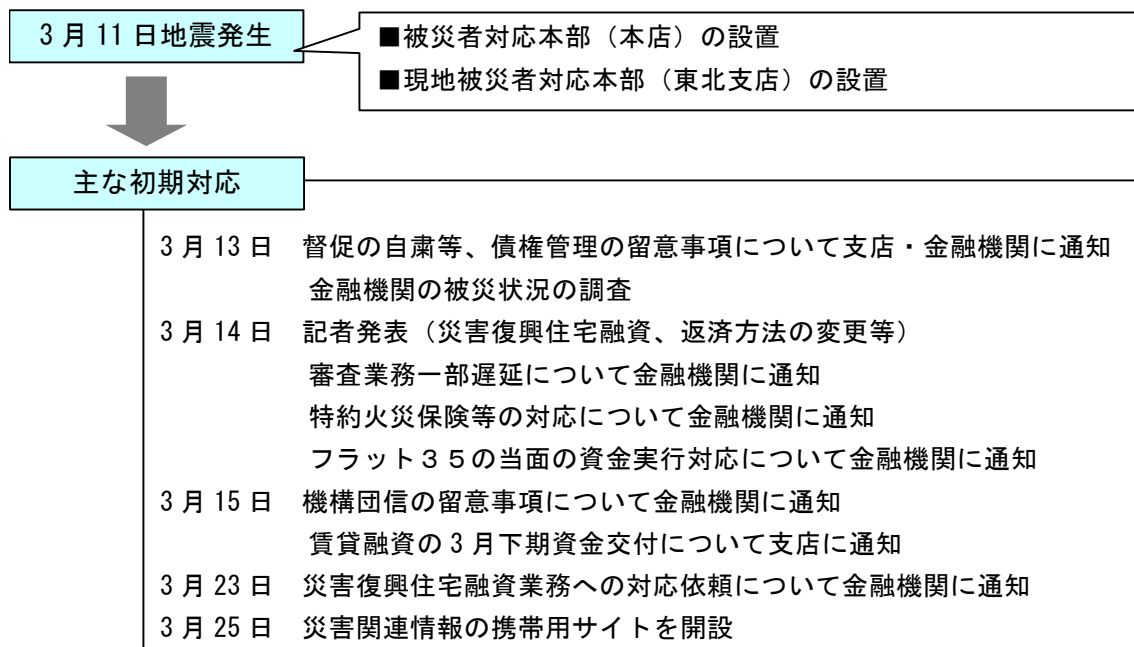 3月11日地震発生
■被災者対応本部（本店）の設置
■現地被災者対応本部（東北支店）の設置
主な初期対応
3月13日 督促の自粛等、債権管理の留意事項について支店・金融機関に通知
金融機関の被災状況の調査
3月14日 記者発表（災害復興住宅融資、返済方法の変更等）
審査業務一部遅延について金融機関に通知
特約火災保険等の対応について金融機関に通知
フラット３５の当面の資金実行対応について金融機関に通知
3月15日 機構団信の留意事項について金融機関に通知
賃貸融資の3月下期資金交付について支店に通知
3月23日 災害復興住宅融資業務への対応依頼について金融機関に通知
3月25日 災害関連情報の携帯用サイトを開設